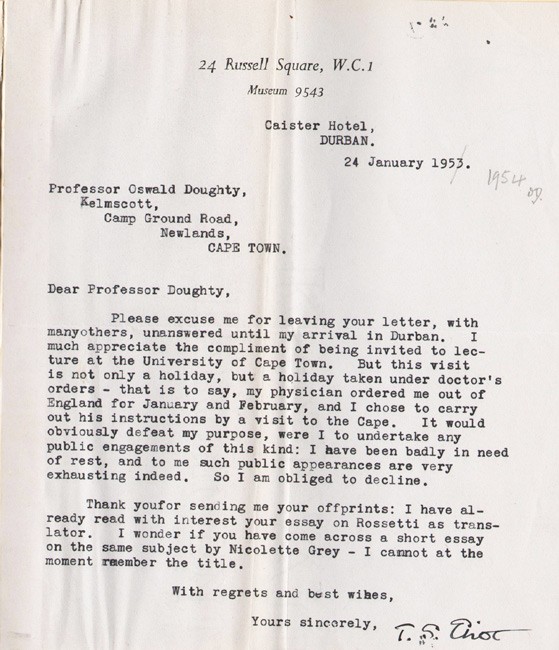 24 Russell Square, W.C.1
Museum 9543
Caister Hotel,
DURBAN.
24 January 1953.
1954
OD.
Professor Oswald Doughty,
Kelmscott,
Camp Ground Road,
Newlands,
CAPE TOWN.
Dear Professor Doughty,
Please excuse me for leaving your letter, with
manyothers, unanswered until my arrival in Durban. I
much appreciate the compliment of being invited to lec-
ture at the University of Cape Town. But this visit
is not only a holiday, but a holiday taken under doctor's
orders - that is to say, my physician ordered me out of
England for January and February, and I chose to carry
out his instructions by a visit to the Cape. It would
obviously defeat my purpose, were I to undertake any
public engagements of this kind: I have been badly in need
of rest, and to me such public appearances are very
exhausting indeed. So I am obliged to decline.
Thank youfor sending me your offprints: I have al-
ready read with interest your essay on Rossetti as trans-
lator. I wonder if you have come across a short essay
on the same subject by Nicolette Grey - I cannot at the
moment rmember the title.
With regrets and best wihes,
Yours sincerely,
T. S. Eliot